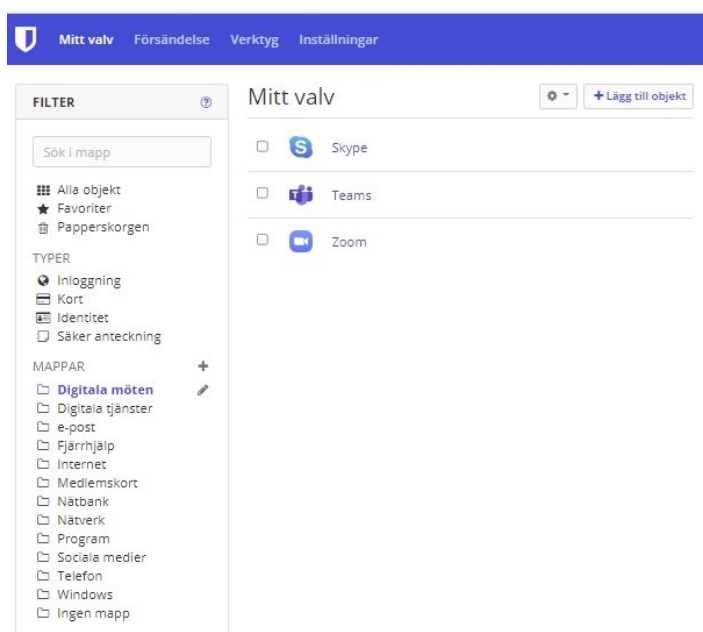 Mitt valv Försändelse Verktyg Inställningar
FILTER
Sök i mapp
Alla objekt
Favoriter
Papperskorgen
TYPER
Inloggning
Kort
Identitet
Säker anteckning
MAPPAR
Digitala möten
Digitala tjänster
e-post
Fjärrhjälp
Internet
Medlemskort
Nätbank
Nätverk
Program
Sociala medier
Telefon
Windows
Ingen mapp
Mitt valv
+ Lägg till objekt
Skype
Teams
Zoom